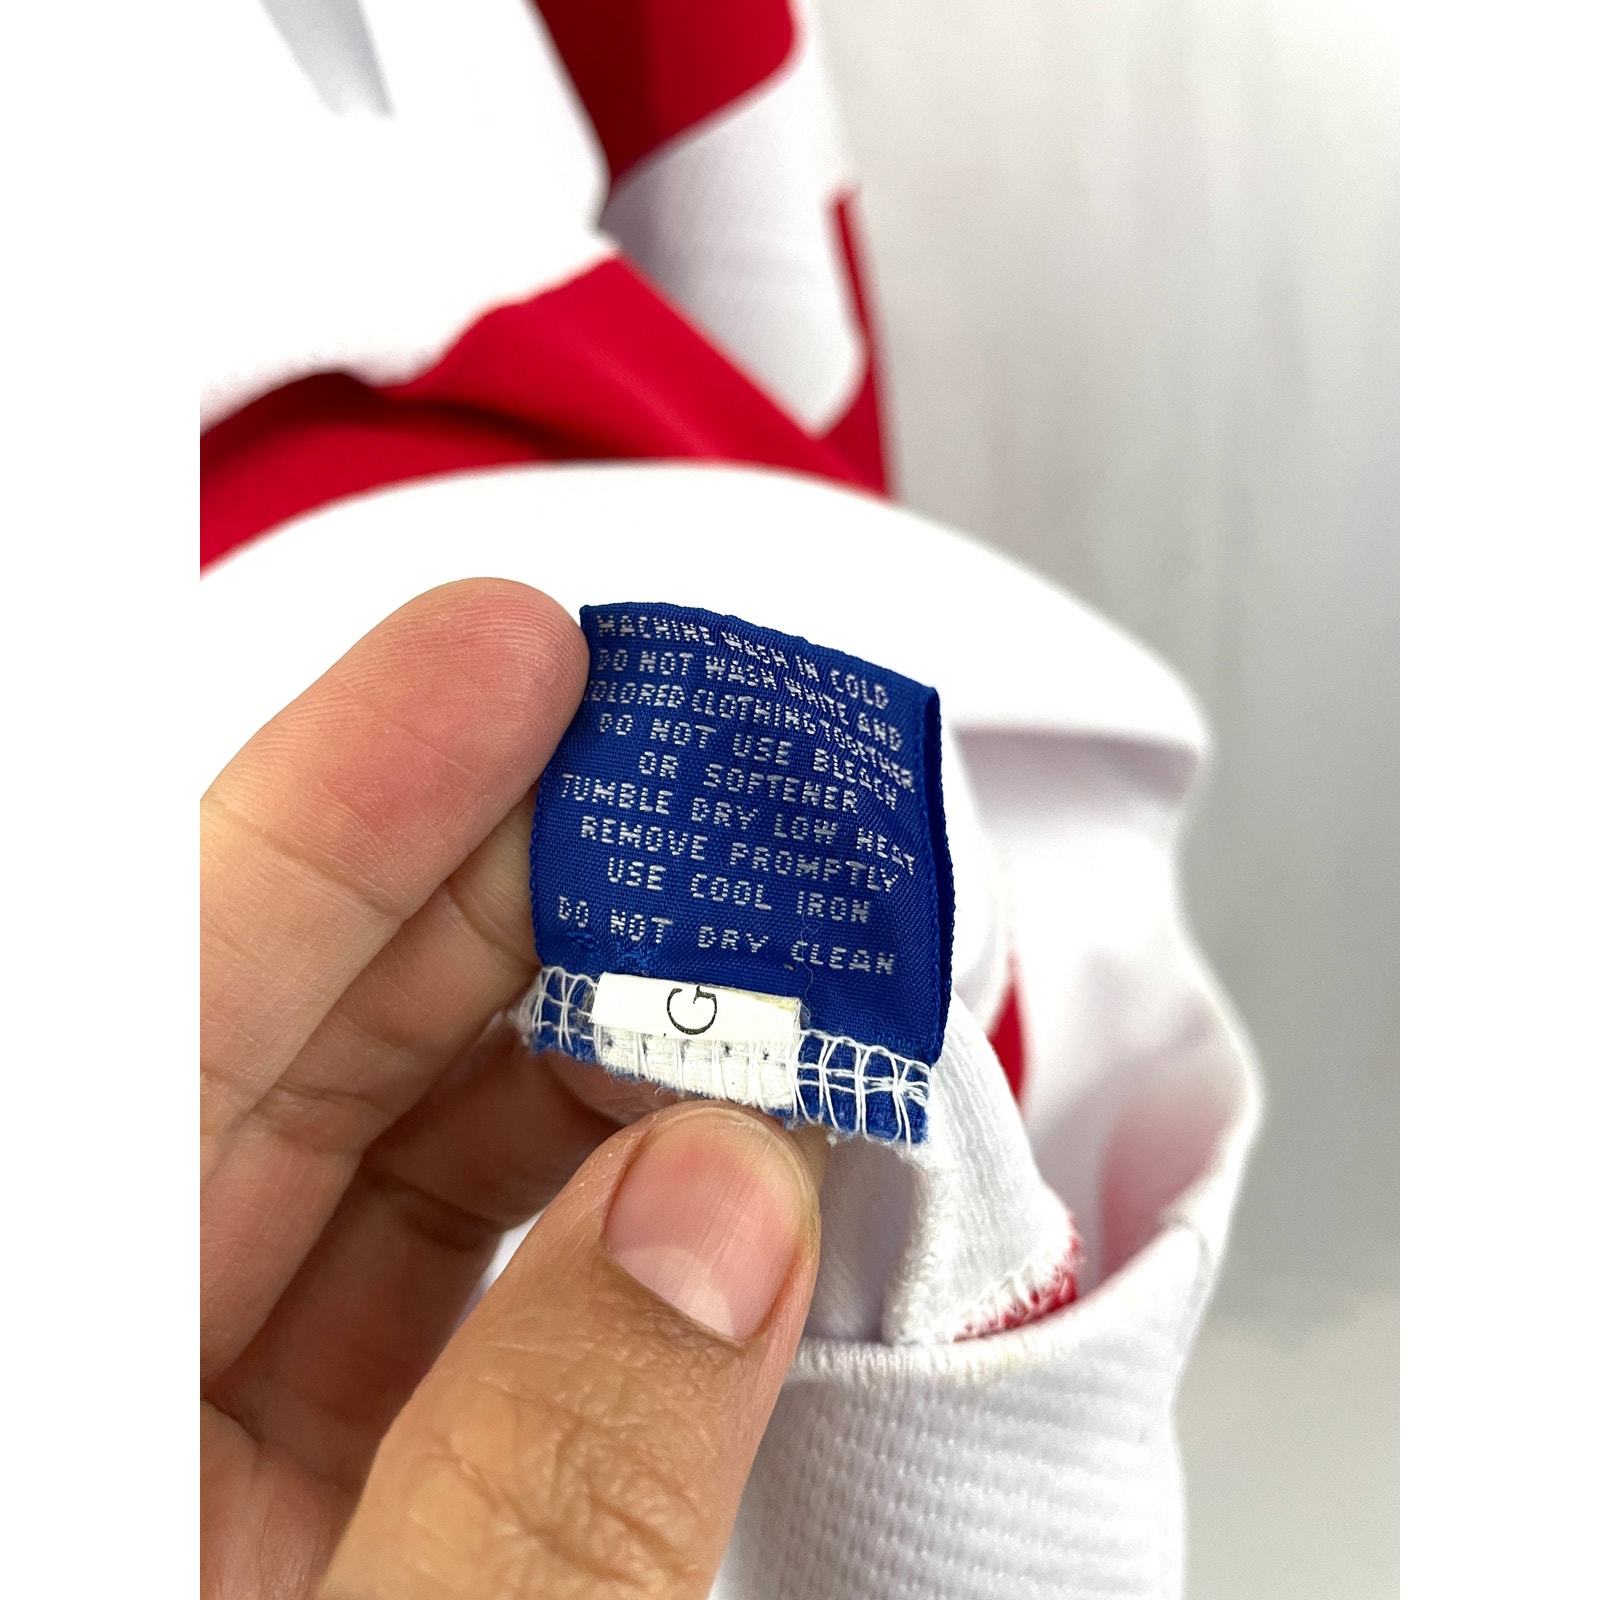 MACHINE WASH IN COLD
DO NOT WASH WHITE AND
COLORED CLOTHING TOGETHER
DO NOT USE BLEACH
OR SOFTENER
TUMBLE DRY LOW HEAT
REMOVE PROMPTLY
USE COOL IRON
DO NOT DRY CLEAN
G